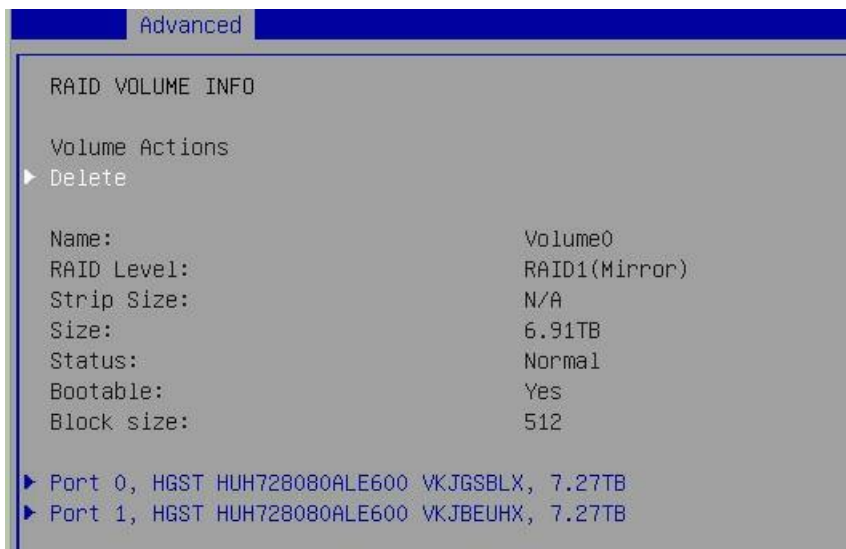 Advanced
RAID VOLUME INFO
Volume Actions
Delete
Name: Volume0
RAID Level: RAID1(Mirror)
Strip Size: N/A
Size: 6.91TB
Status: Normal
Bootable: Yes
Block size: 512
Port 0, HGST HUH728080ALE600 VKJGSBLX, 7.27TB
Port 1, HGST HUH728080ALE600 VKJBEUHX, 7.27TB